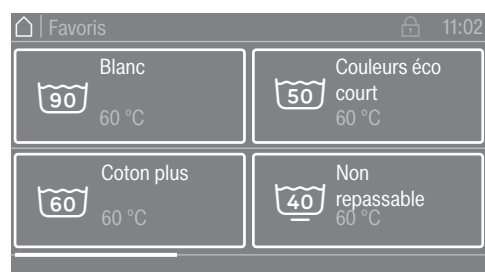 Favoris 11:02
Blanc
90
60 °C
Couleurs éco
court
50
60 °C
Coton plus
60
60 °C
Non
repassable
40
60 °C